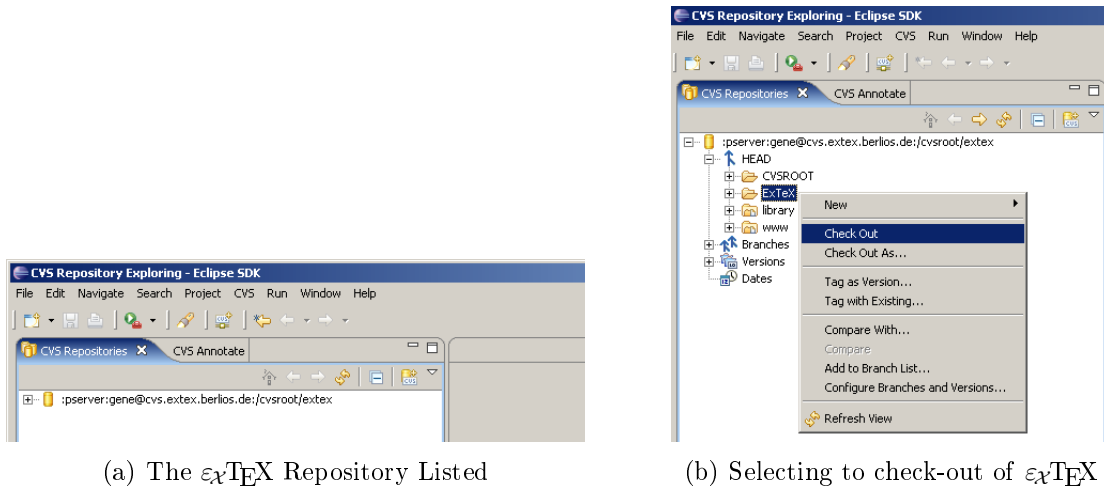 CVS Repository Exploring - Eclipse SDK
File Edit Navigate Search Project CVS Run Window Help
CVS Repositories CVS Annotate
:pserver:gene@cvs.extex.berlios.de:/cvsroot/extex
(a) The εχTEX Repository Listed
CVS Repository Exploring - Eclipse SDK
File Edit Navigate Search Project CVS Run Window Help
CVS Repositories CVS Annotate
:pserver:gene@cvs.extex.berlios.de:/cvsroot/extex
HEAD
CVSROOT
ExTeX
library
www
Branches
Versions
Dates
New
Check Out
Check Out As...
Tag as Version...
Tag with Existing...
Compare With...
Compare
Add to Branch List...
Configure Branches and Versions...
Refresh View
(b) Selecting to check-out of εχTEX